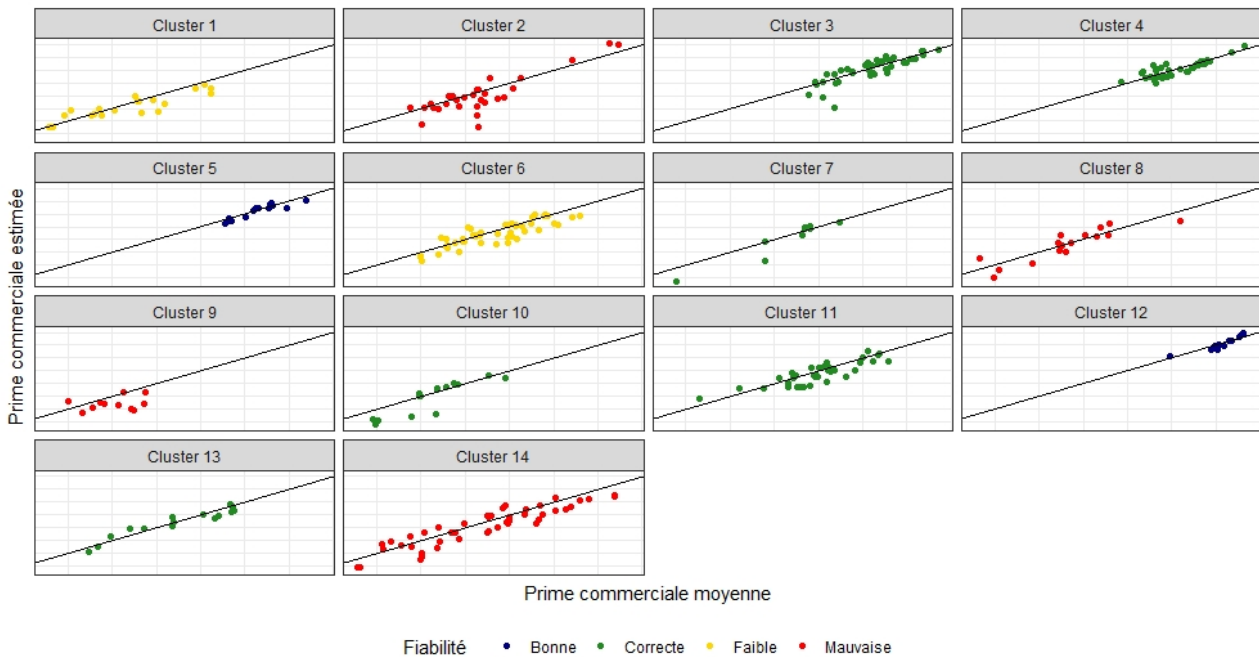 Cluster 1
Cluster 2
Cluster 3
Cluster 4
Cluster 5
Cluster 6
Cluster 7
Cluster 8
Cluster 9
Cluster 10
Cluster 11
Cluster 12
Cluster 13
Cluster 14
Prime commerciale estimée
Prime commerciale moyenne
Fiabilité Bonne Correcte Faible Mauvaise